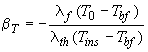 β_T = − λ_f (T_0 − T_bf) / λ_th (T_ins − T_bf)